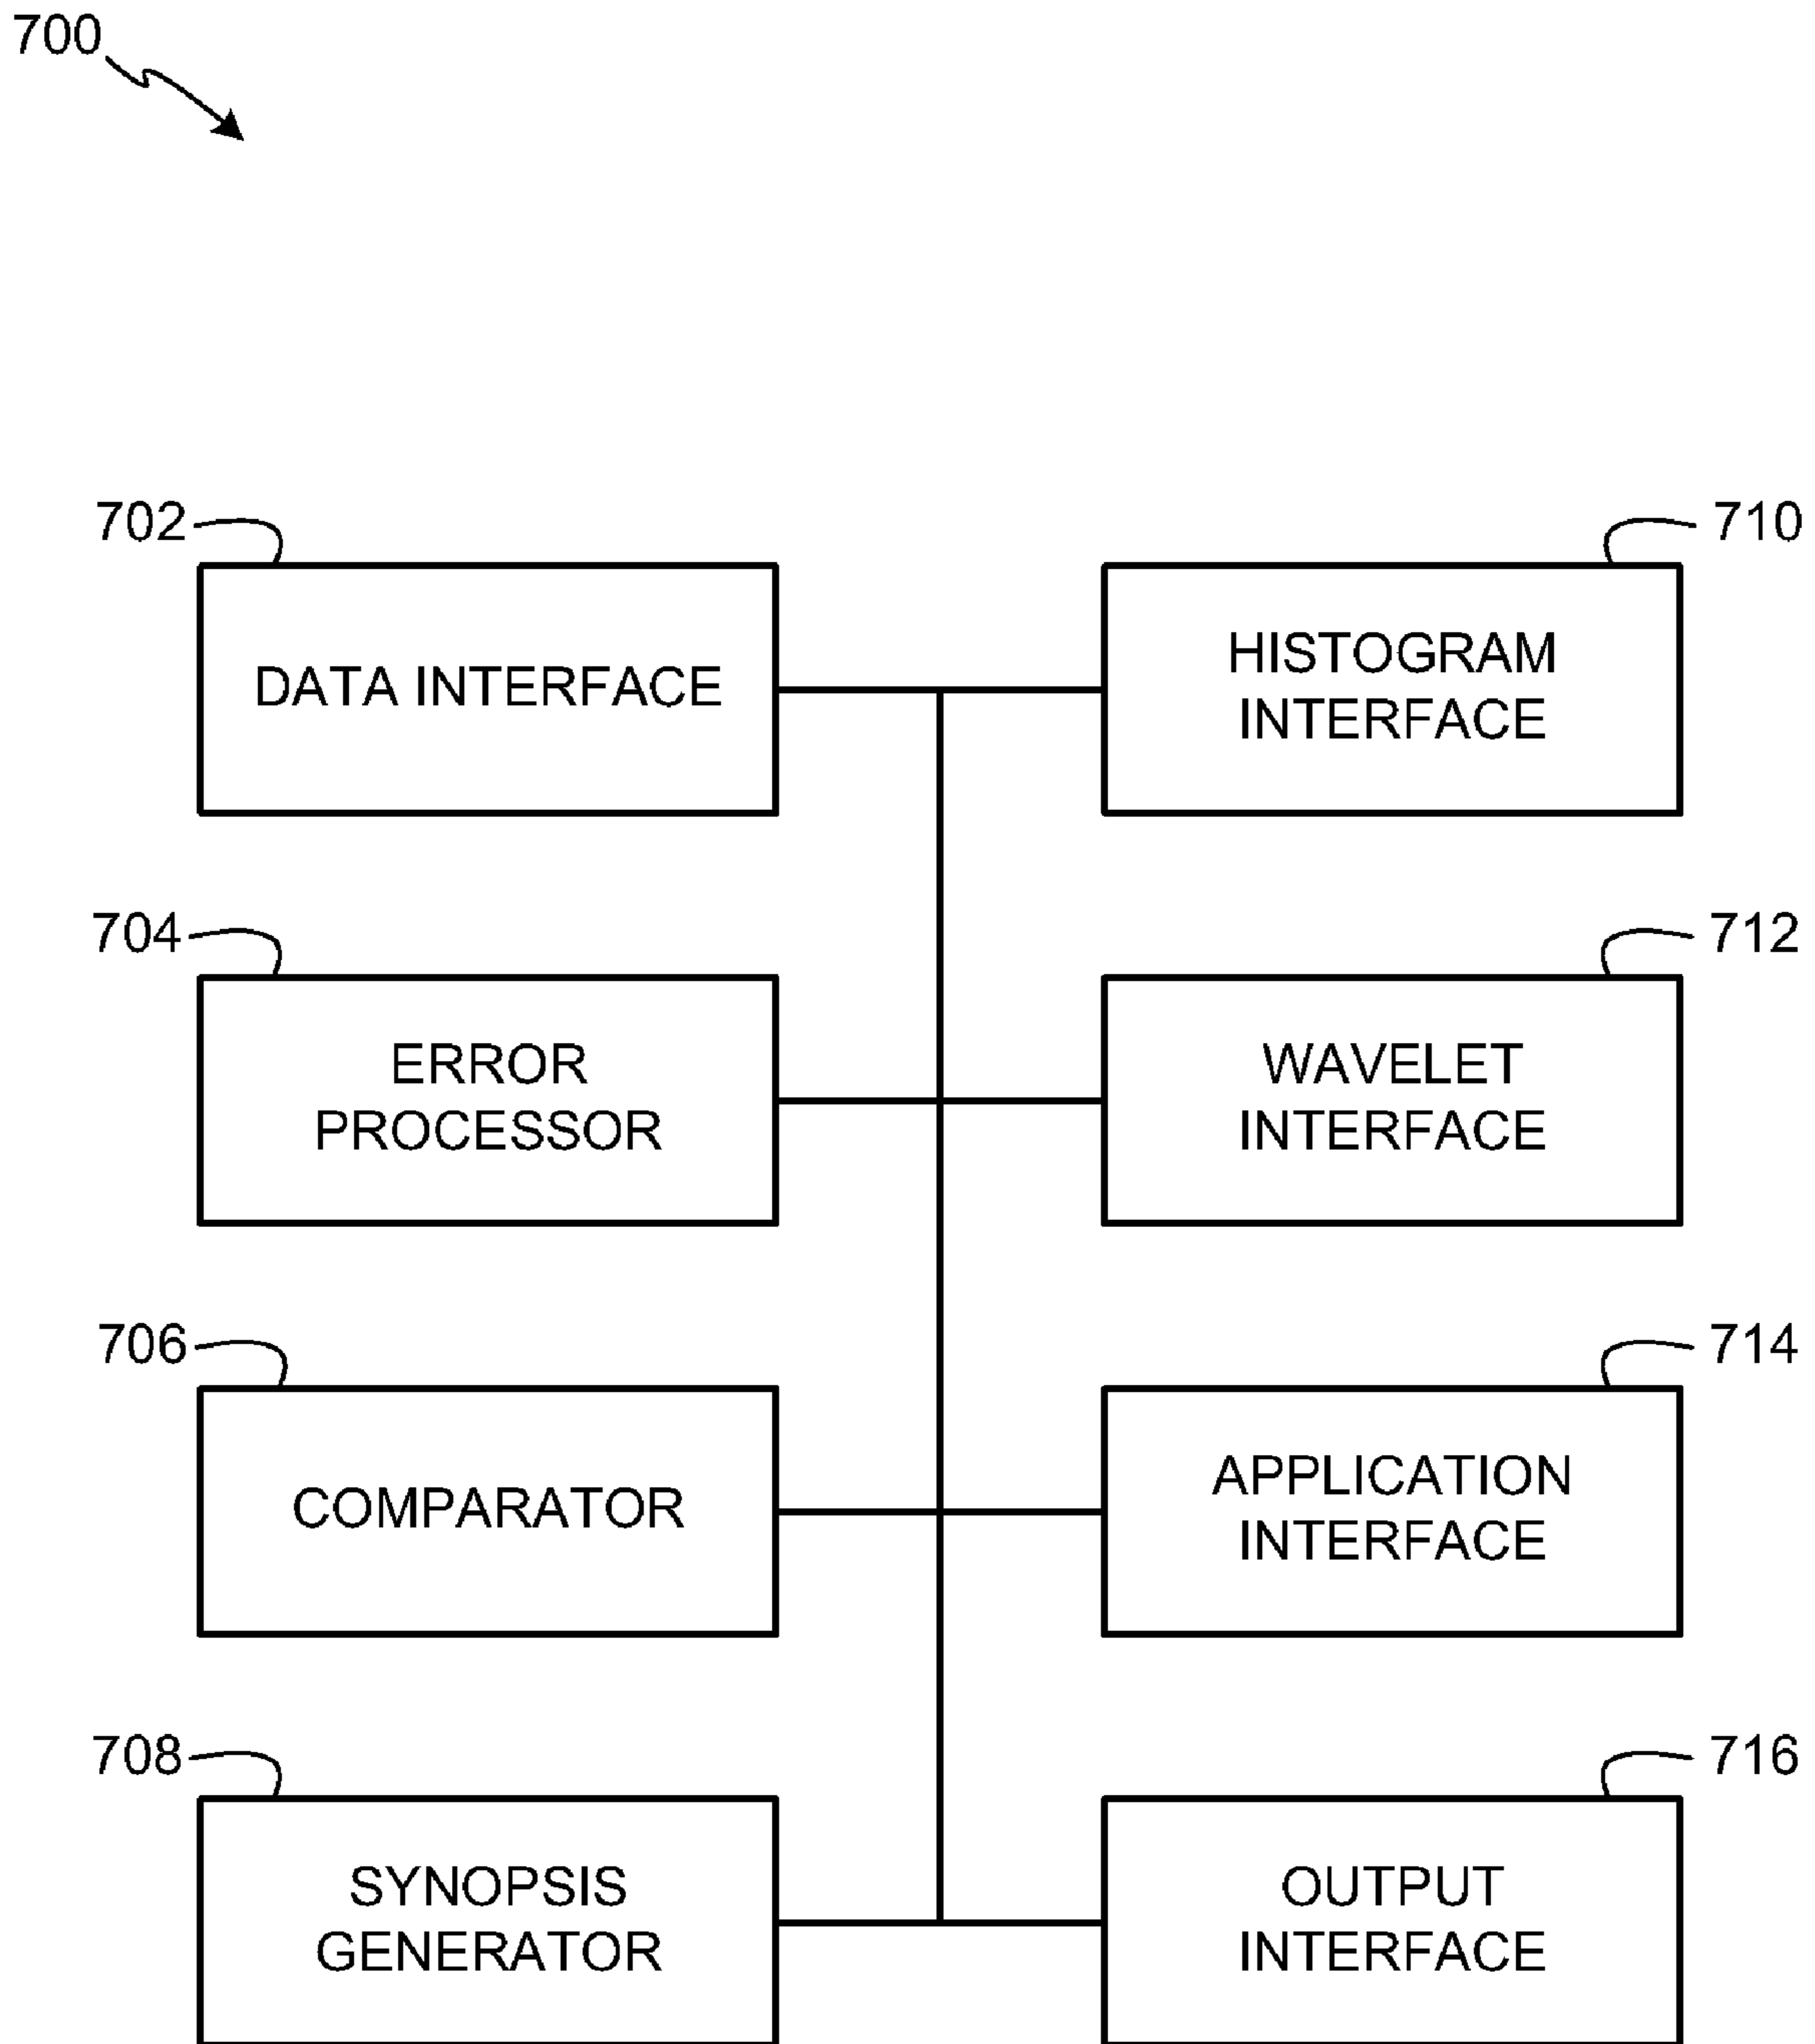 700
702
710
DATA INTERFACE
HISTOGRAM
INTERFACE
704
712
ERROR
PROCESSOR
WAVELET
INTERFACE
706
714
COMPARATOR
APPLICATION
INTERFACE
708
716
SYNOPSIS
GENERATOR
OUTPUT
INTERFACE